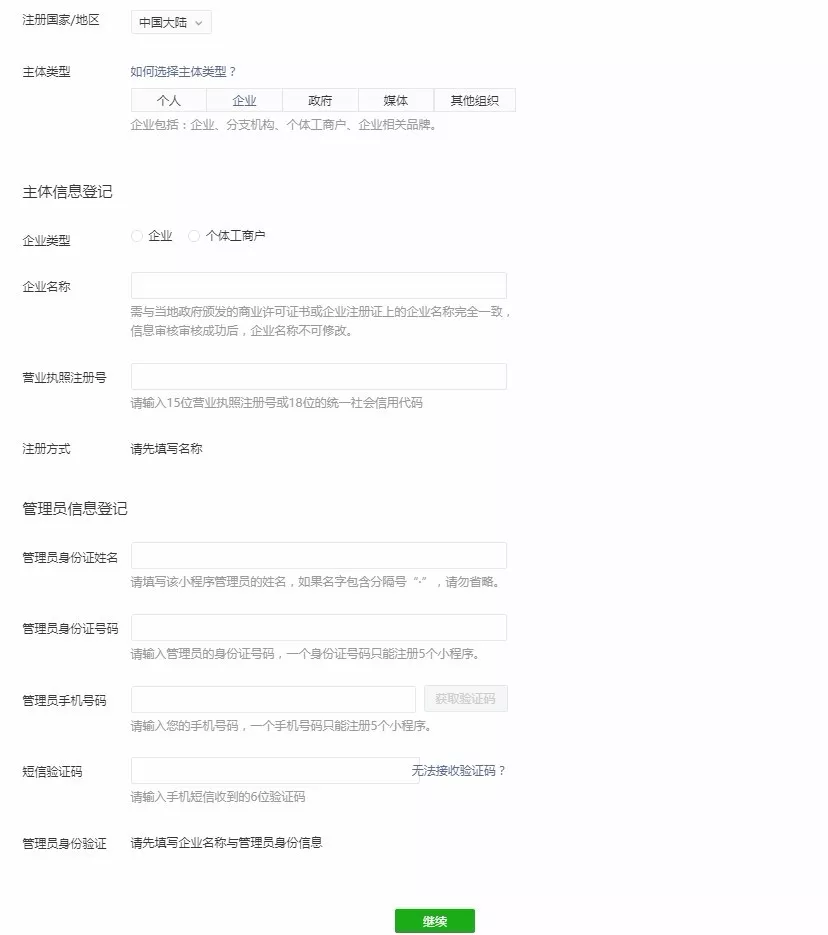 注册国家/地区 中国大陆
主体类型 如何选择主体类型？
个人 企业 政府 媒体 其他组织
企业包括：企业、分支机构、个体工商户、企业相关品牌。
主体信息登记
企业类型 企业 个体工商户
企业名称
需与当地政府颁发的商业许可证书或企业注册证上的企业名称完全一致，
信息审核审核成功后，企业名称不可修改。
营业执照注册号
请输入15位营业执照注册号或18位的统一社会信用代码
注册方式 请先填写名称
管理员信息登记
管理员身份证姓名
请填写该小程序管理员的姓名，如果名字包含分隔号“·”，请勿省略。
管理员身份证号码
请输入管理员的身份证号码，一个身份证号码只能注册5个小程序。
管理员手机号码 获取验证码
请输入您的手机号码，一个手机号码只能注册5个小程序。
短信验证码 无法接收验证码？
请输入手机短信收到的6位验证码
管理员身份验证 请先填写企业名称与管理员身份信息
继续